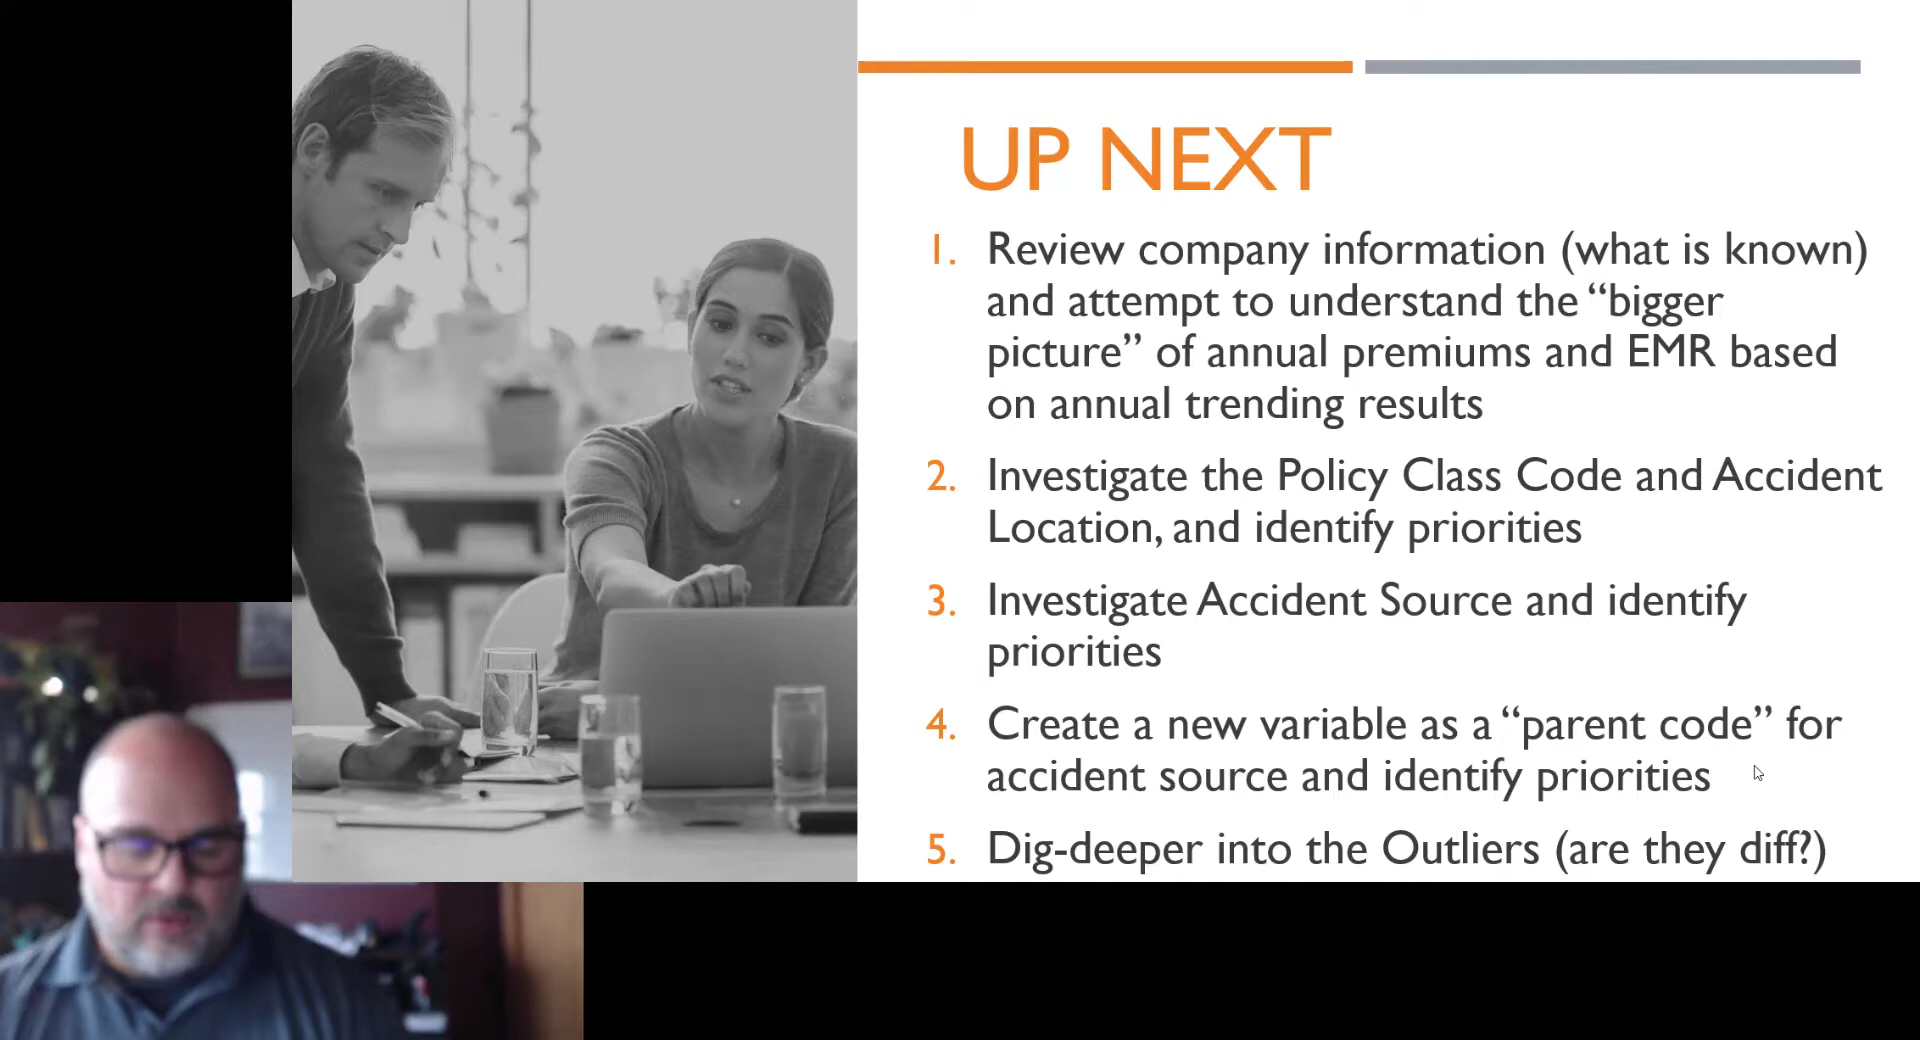 UP NEXT
1. Review company information (what is known)
and attempt to understand the “bigger
picture” of annual premiums and EMR based
on annual trending results
2. Investigate the Policy Class Code and Accident
Location, and identify priorities
3. Investigate Accident Source and identify
priorities
4. Create a new variable as a “parent code” for
accident source and identify priorities
5. Dig-deeper into the Outliers (are they diff?)